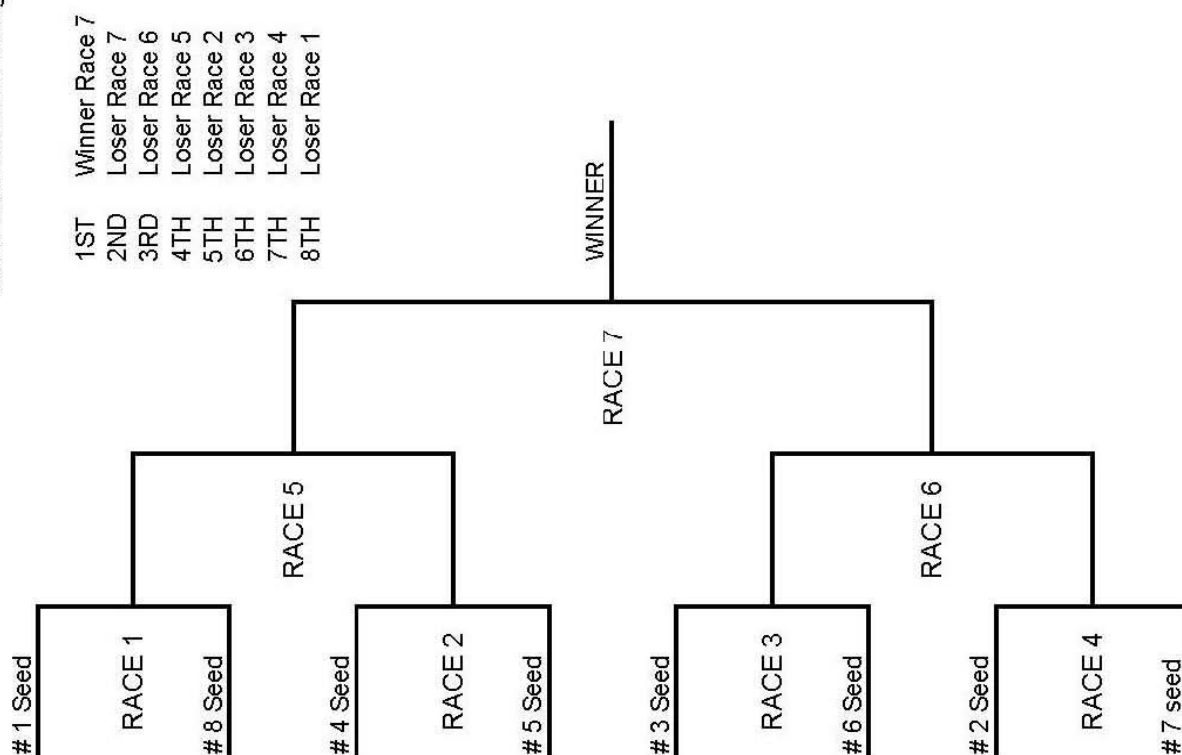 # 1 Seed
1ST Winner Race 7
2ND Loser Race 7
3RD Loser Race 6
4TH Loser Race 5
5TH Loser Race 2
6TH Loser Race 3
7TH Loser Race 4
8TH Loser Race 1
RACE 1
# 8 Seed
RACE 5
# 4 Seed
RACE 2
# 5 Seed
WINNER
RACE 7
# 3 Seed
RACE 3
# 6 Seed
RACE 6
# 2 Seed
RACE 4
# 7 seed